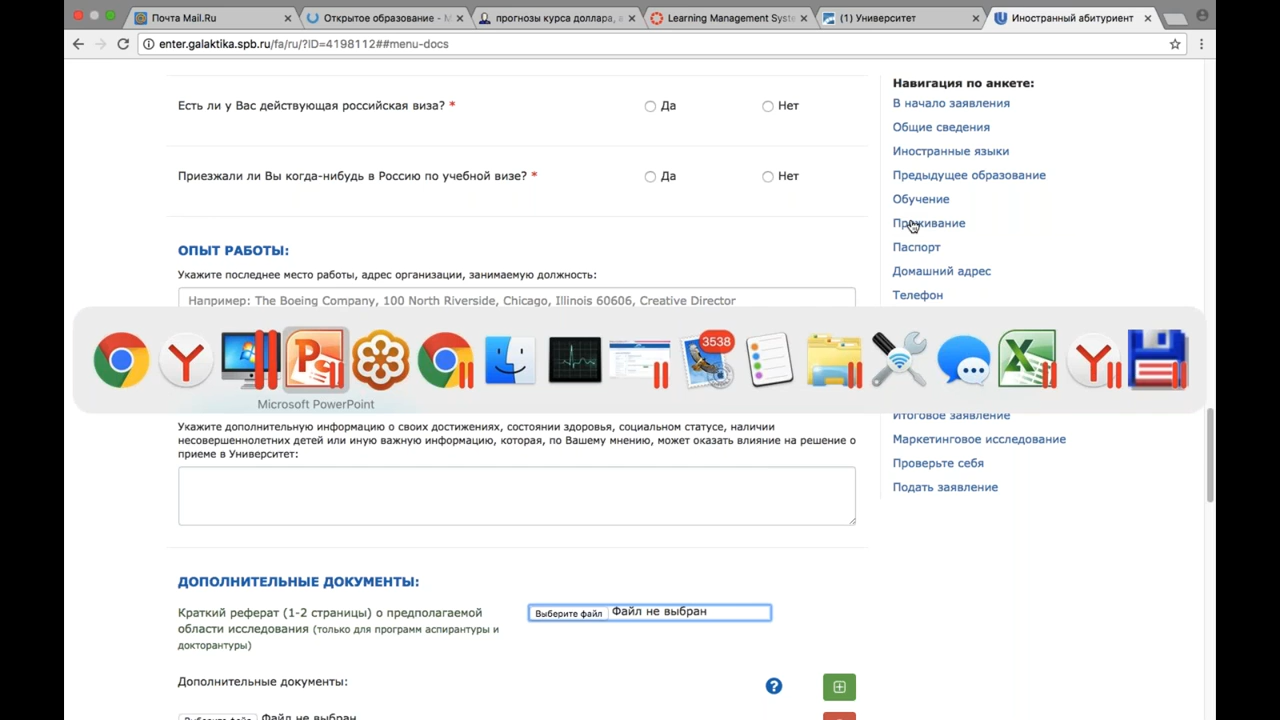 Почта Mail.Ru
Открытое образование - М
прогнозы курса доллара, а
Learning Management Syst
(1) Университет
Иностранный абитуриент
enter.galaktika.spb.ru/fa/ru/?ID=4198112##menu-docs
Есть ли у Вас действующая российская виза? *
Да
Нет
Приезжали ли Вы когда-нибудь в Россию по учебной визе? *
Да
Нет
ОПЫТ РАБОТЫ:
Укажите последнее место работы, адрес организации, занимаемую должность:
Например: The Boeing Company, 100 North Riverside, Chicago, Illinois 60606, Creative Director
Навигация по анкете:
В начало заявления
Общие сведения
Иностранные языки
Предыдущее образование
Обучение
Проживание
Паспорт
Домашний адрес
Телефон
3538
Microsoft PowerPoint
Итоговое заявление
Маркетинговое исследование
Проверьте себя
Подать заявление
Укажите дополнительную информацию о своих достижениях, состоянии здоровья, социальном статусе, наличии
несовершеннолетних детей или иную важную информацию, которая, по Вашему мнению, может оказать влияние на решение о
приеме в Университет:
ДОПОЛНИТЕЛЬНЫЕ ДОКУМЕНТЫ:
Краткий реферат (1-2 страницы) о предполагаемой
области исследования (только для программ аспирантуры и
докторантуры)
Выберите файл Файл не выбран
Дополнительные документы:
?
Выберите файл Файл не выбран